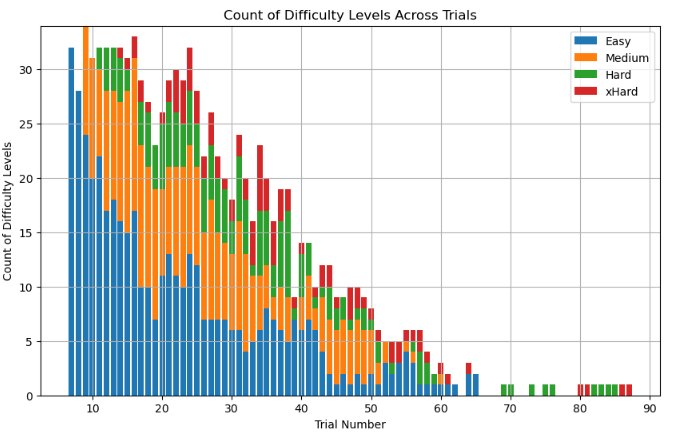 Count of Difficulty Levels Across Trials
Easy
Medium
Hard
xHard
Count of Difficulty Levels
30
25
20
15
10
5
0
10 20 30 40 50 60 70 80 90
Trial Number